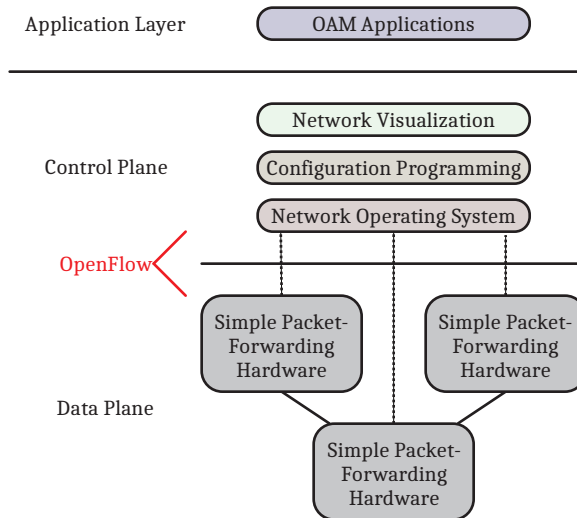 Application Layer
OAM Applications
Network Visualization
Control Plane
Configuration Programming
Network Operating System
OpenFlow
Simple Packet-
Forwarding
Hardware
Simple Packet-
Forwarding
Hardware
Data Plane
Simple Packet-
Forwarding
Hardware